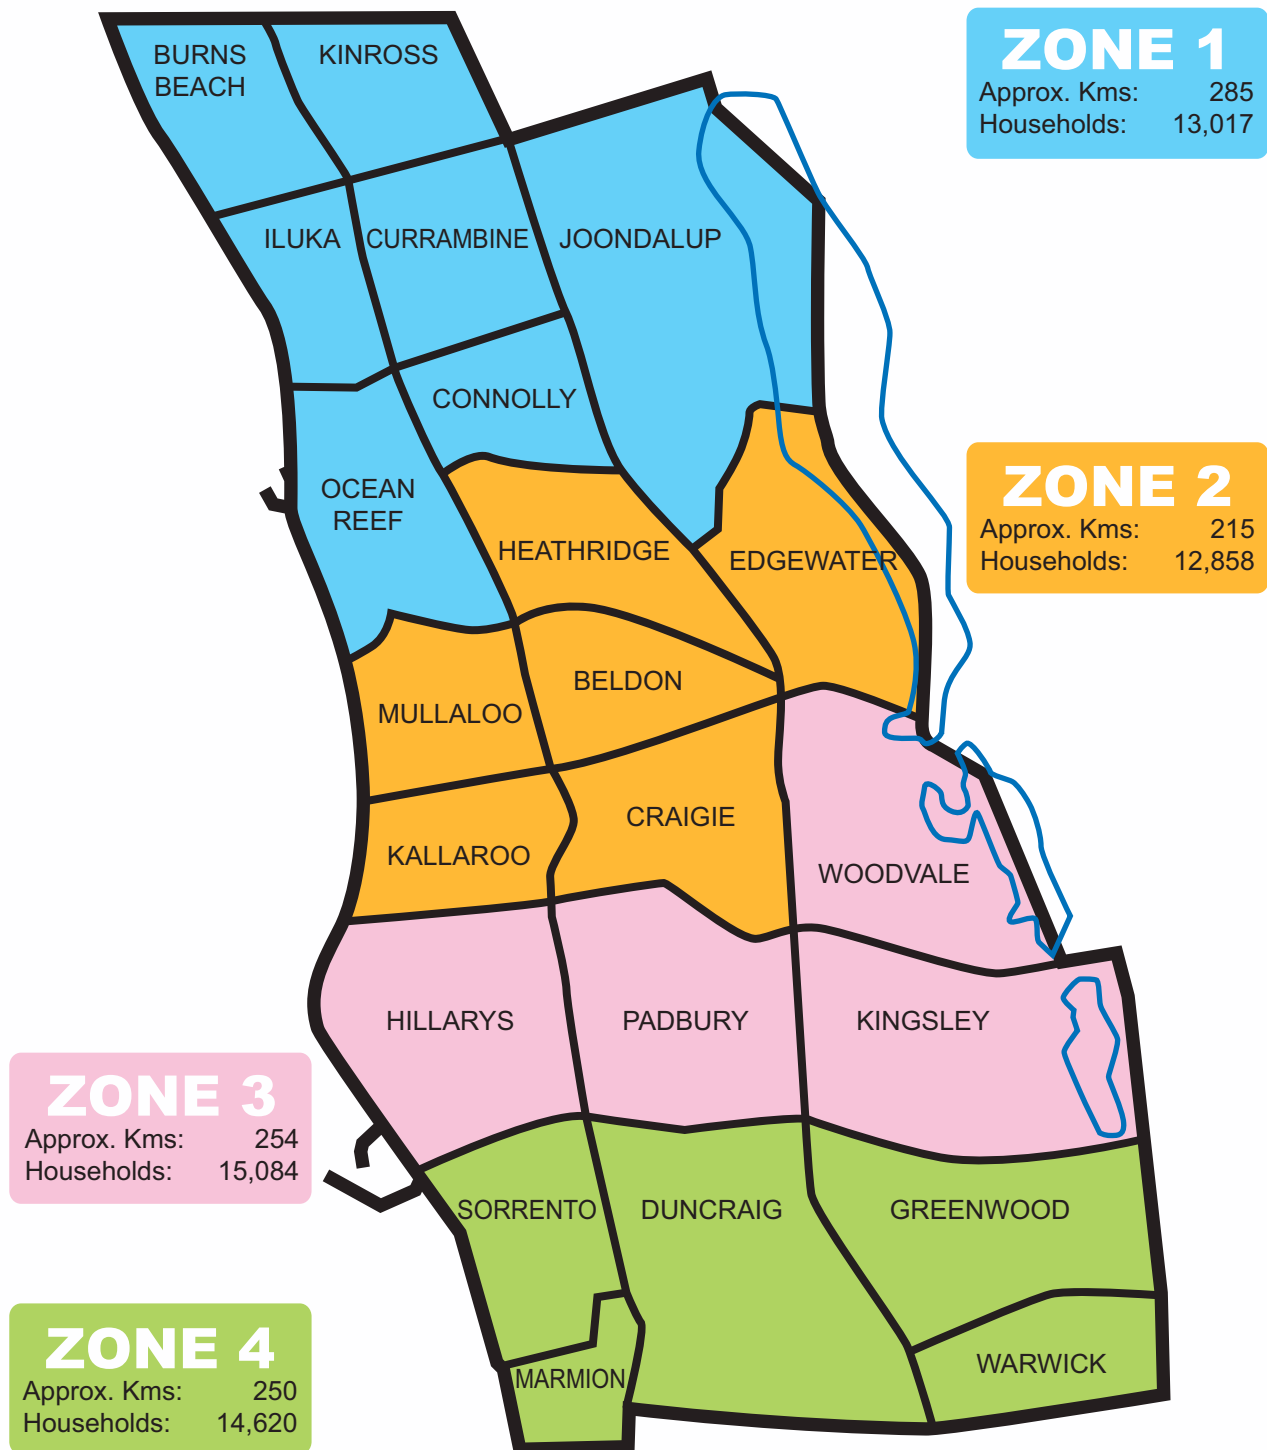 BURNS
BEACH
KINROSS
ZONE 1
Approx. Kms: 285
Households: 13,017
ILUKA
CURRAMBINE
JOONDALUP
CONNOLLY
OCEAN
REEF
ZONE 2
Approx. Kms: 215
Households: 12,858
HEATHRIDGE
EDGEWATER
BELDON
MULLALOO
CRAIGIE
KALLAROO
WOODVALE
HILLARYS
PADBURY
KINGSLEY
ZONE 3
Approx. Kms: 254
Households: 15,084
SORRENTO
DUNCRAIG
GREENWOOD
ZONE 4
Approx. Kms: 250
Households: 14,620
MARMION
WARWICK